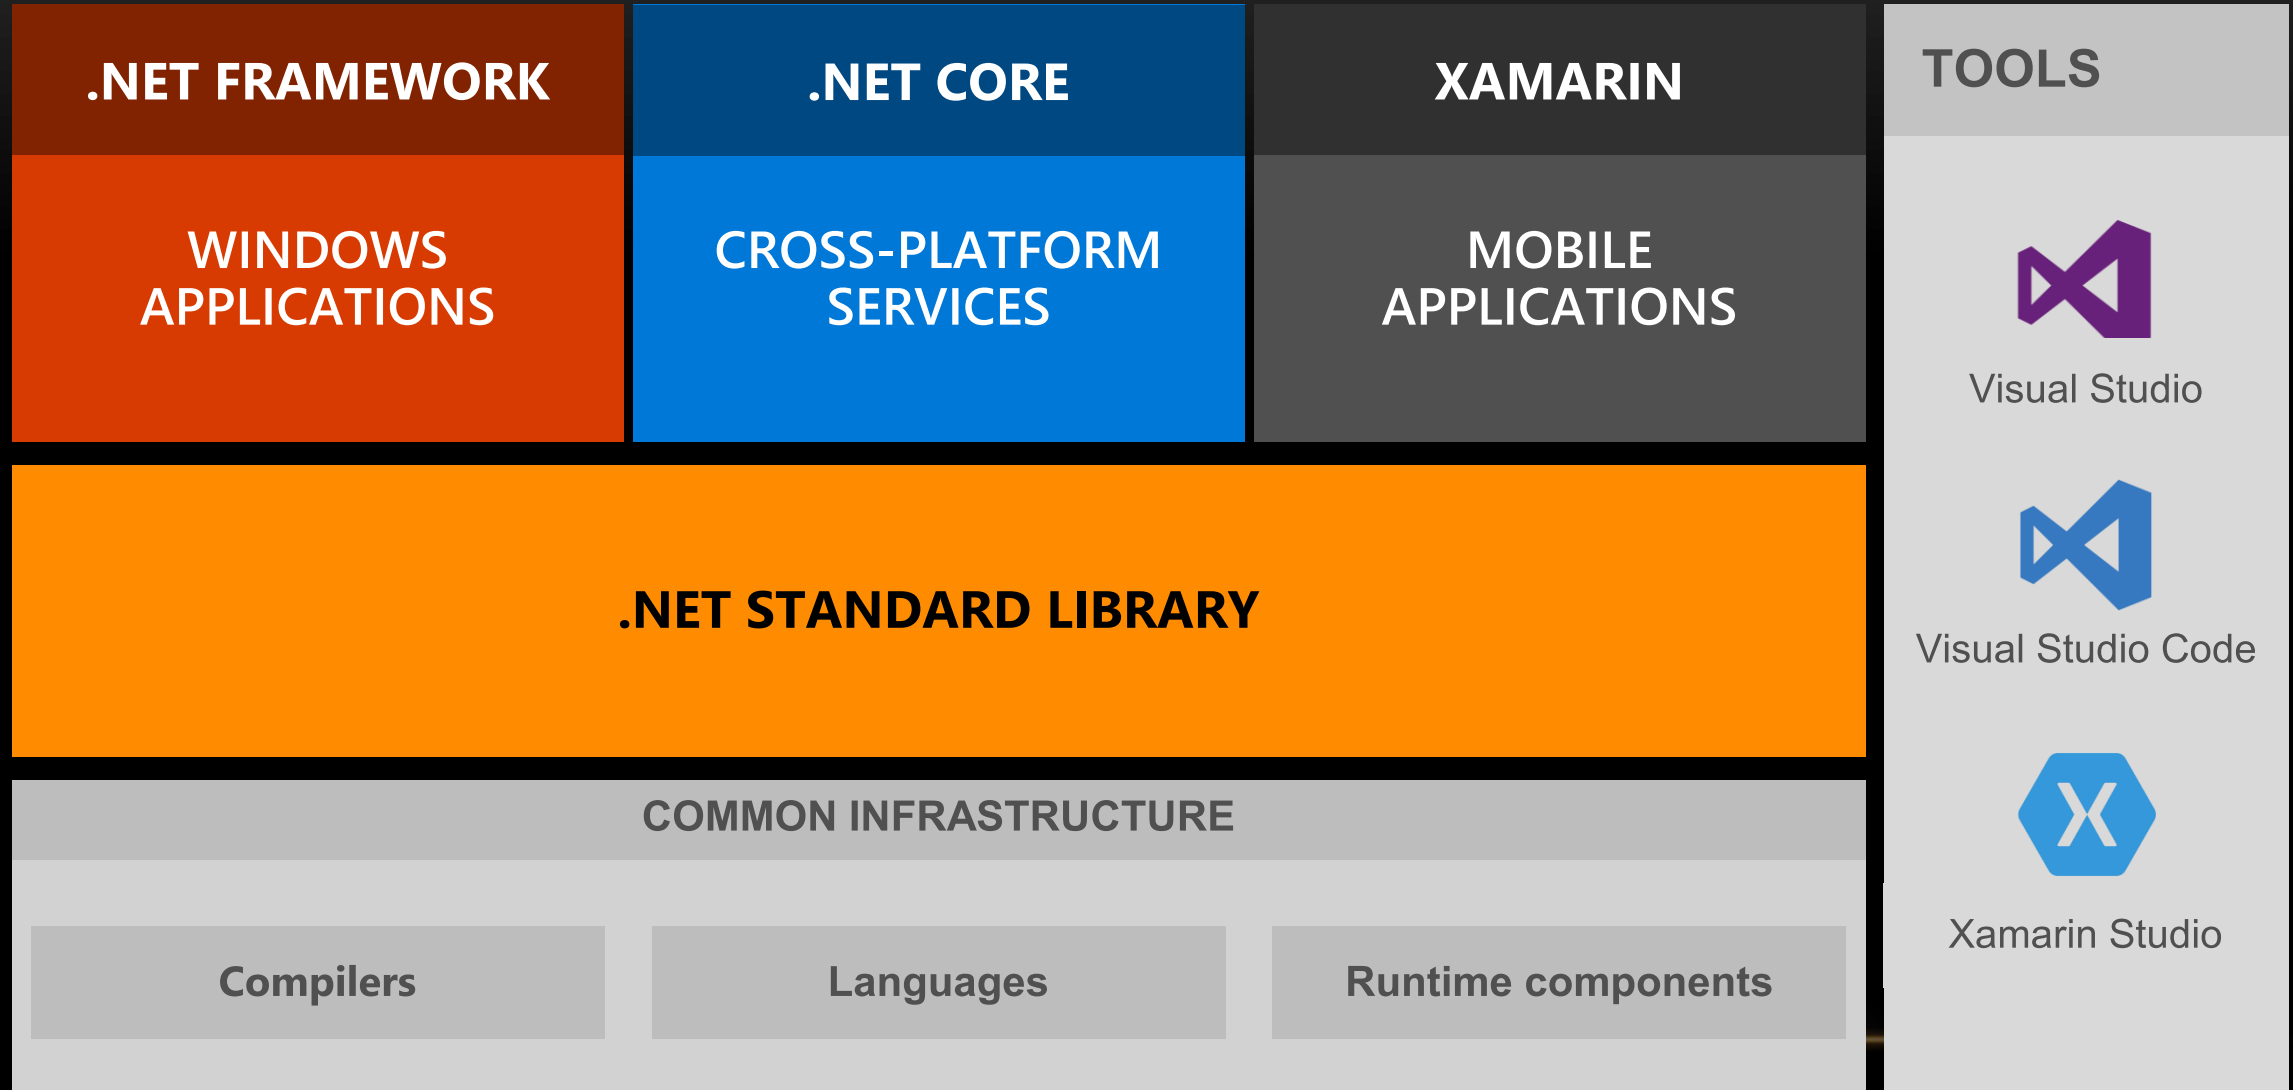 .NET FRAMEWORK
WINDOWS
APPLICATIONS
.NET CORE
CROSS-PLATFORM
SERVICES
XAMARIN
MOBILE
APPLICATIONS
.NET STANDARD LIBRARY
COMMON INFRASTRUCTURE
Compilers
Languages
Runtime components
TOOLS
Visual Studio
Visual Studio Code
X
Xamarin Studio